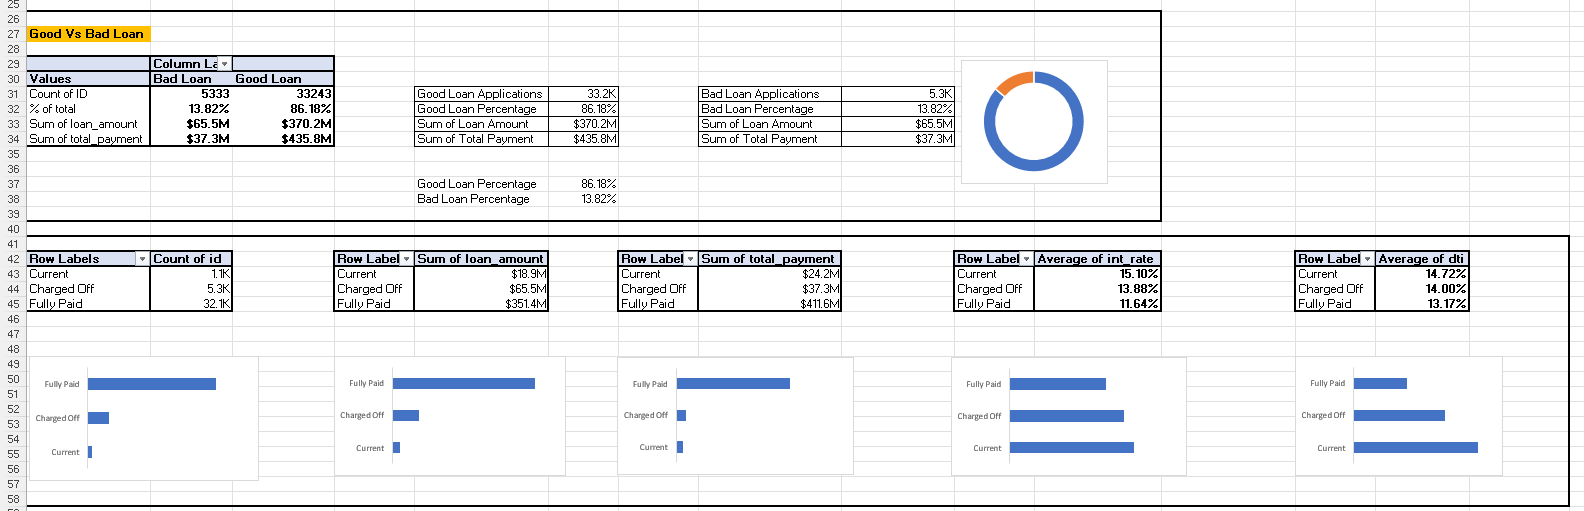 25
26
27 Good Vs Bad Loan
28
29 Column La
30 Values Bad Loan Good Loan
31 Count of ID 5333 33243 Good Loan Applications 33.2K Bad Loan Applications 5.3K
32 % of total 13.82% 86.18% Good Loan Percentage 86.18% Bad Loan Percentage 13.82%
33 Sum of loan_amount $65.5M $370.2M Sum of Loan Amount $370.2M Sum of Loan Amount $65.5M
34 Sum of total_payment $37.3M $435.8M Sum of Total Payment $435.8M Sum of Total Payment $37.3M
35
36
37 Good Loan Percentage 86.18%
38 Bad Loan Percentage 13.82%
39
40
41
42 Row Labels Count of id Row Label Sum of loan_amount Row Label Sum of total_payment Row Label Average of int_rate Row Label Average of dti
43 Current 1.1K Current $18.9M Current $24.2M Current 15.10% Current 14.72%
44 Charged Off 5.3K Charged Off $65.5M Charged Off $37.3M Charged Off 13.88% Charged Off 14.00%
45 Fully Paid 32.1K Fully Paid $351.4M Fully Paid $411.6M Fully Paid 11.64% Fully Paid 13.17%
46
47
48
49
50 Fully Paid Fully Paid Fully Paid Fully Paid Fully Paid
51
52 Charged Off Charged Off Charged Off Charged Off Charged Off
53
54
55 Current Current Current Current Current
56
57
58